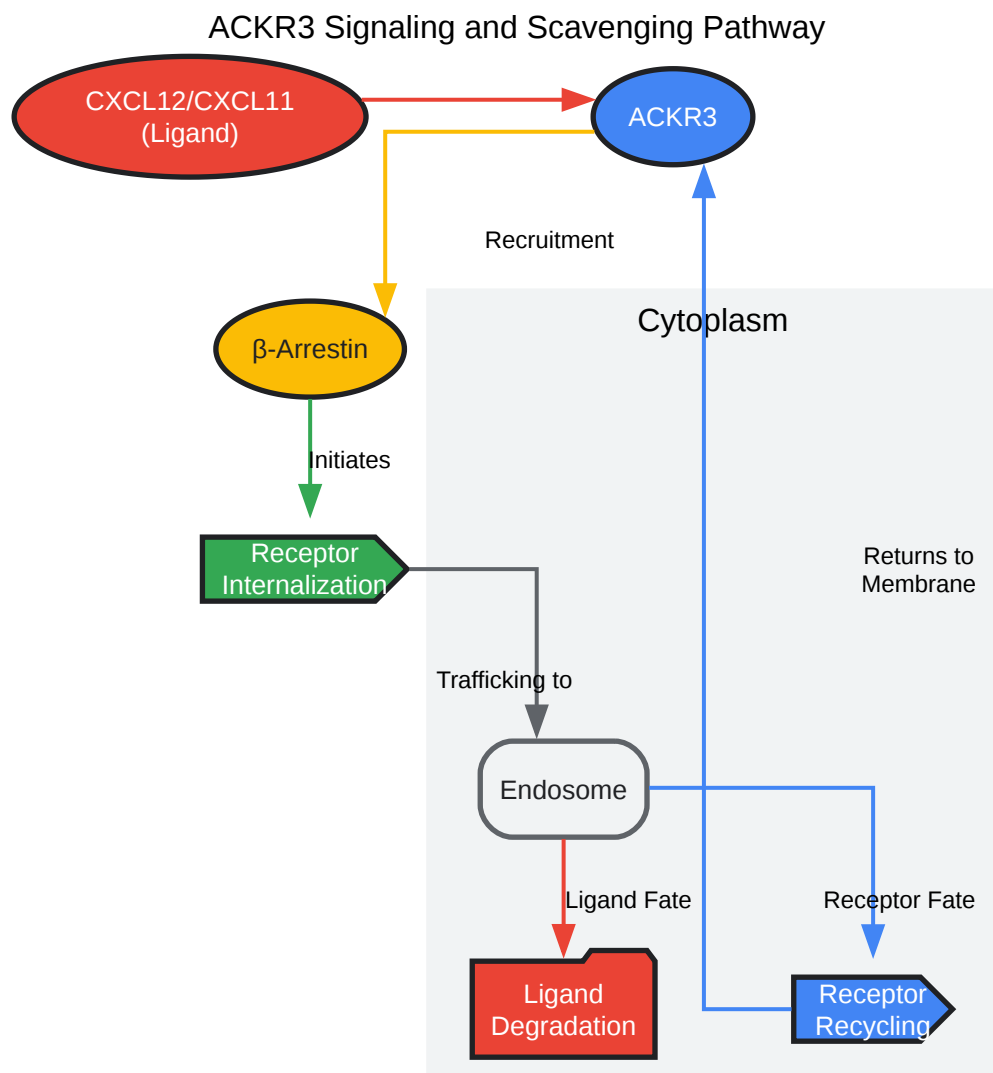 ACKR3 Signaling and Scavenging Pathway
CXCL12/CXCL11
(Ligand)
ACKR3
Recruitment
Cytoplasm
β-Arrestin
Initiates
Receptor
Internalization
Returns to
Membrane
Trafficking to
Endosome
Ligand Fate
Receptor Fate
Ligand
Degradation
Receptor
Recycling